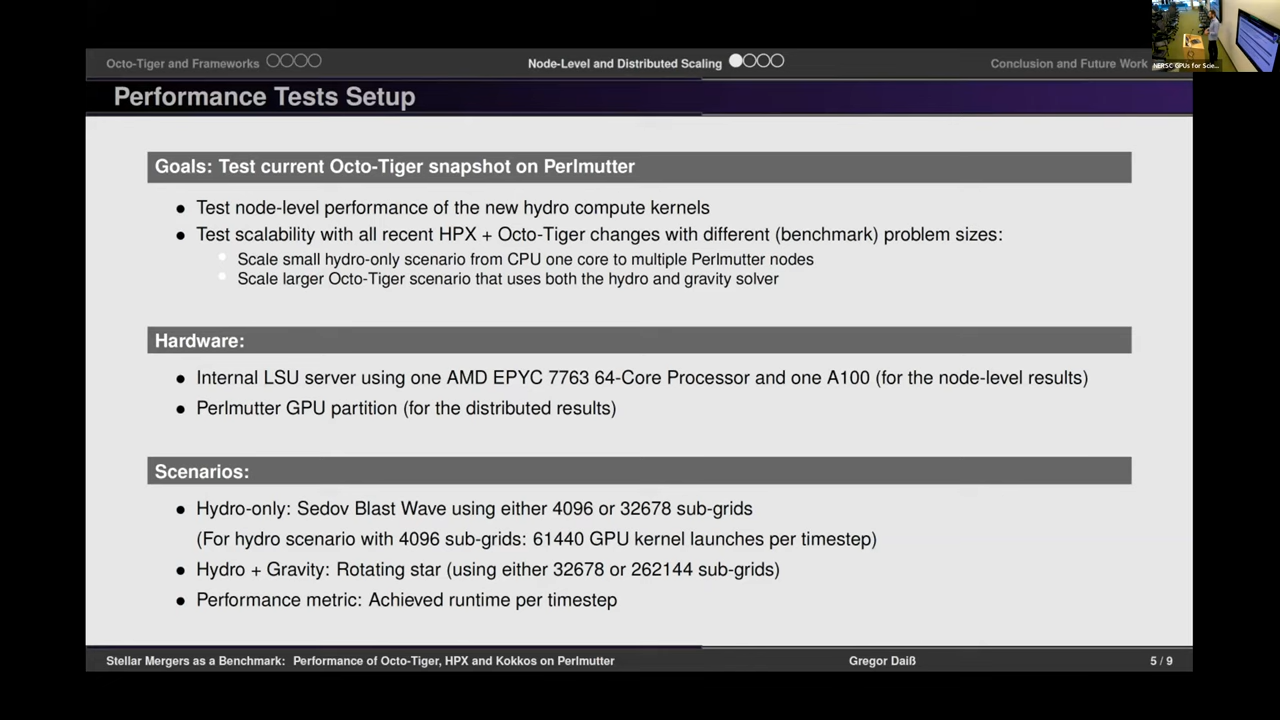 Octo-Tiger and Frameworks
Node-Level and Distributed Scaling
Conclusion and Future Work
NERSC GPUs for Scie...
Performance Tests Setup
Goals: Test current Octo-Tiger snapshot on Perlmutter
Test node-level performance of the new hydro compute kernels
Test scalability with all recent HPX + Octo-Tiger changes with different (benchmark) problem sizes:
Scale small hydro-only scenario from CPU one core to multiple Perlmutter nodes
Scale larger Octo-Tiger scenario that uses both the hydro and gravity solver
Hardware:
Internal LSU server using one AMD EPYC 7763 64-Core Processor and one A100 (for the node-level results)
Perlmutter GPU partition (for the distributed results)
Scenarios:
Hydro-only: Sedov Blast Wave using either 4096 or 32678 sub-grids
(For hydro scenario with 4096 sub-grids: 61440 GPU kernel launches per timestep)
Hydro + Gravity: Rotating star (using either 32678 or 262144 sub-grids)
Performance metric: Achieved runtime per timestep
Stellar Mergers as a Benchmark: Performance of Octo-Tiger, HPX and Kokkos on Perlmutter
Gregor Daiß
5 / 9